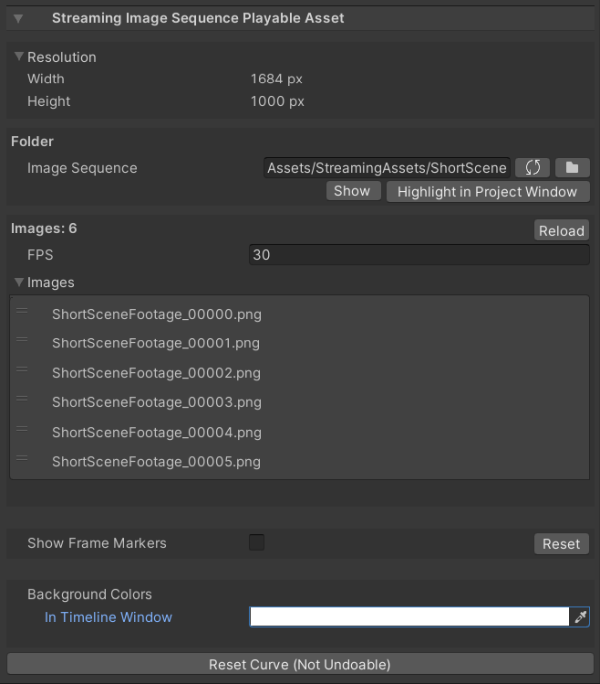 Streaming Image Sequence Playable Asset
Resolution
Width 1684 px
Height 1000 px
Folder
Image Sequence Assets/StreamingAssets/ShortScene
Show Highlight in Project Window
Images: 6 Reload
FPS 30
Images
ShortSceneFootage_00000.png
ShortSceneFootage_00001.png
ShortSceneFootage_00002.png
ShortSceneFootage_00003.png
ShortSceneFootage_00004.png
ShortSceneFootage_00005.png
Show Frame Markers Reset
Background Colors
In Timeline Window
Reset Curve (Not Undoable)